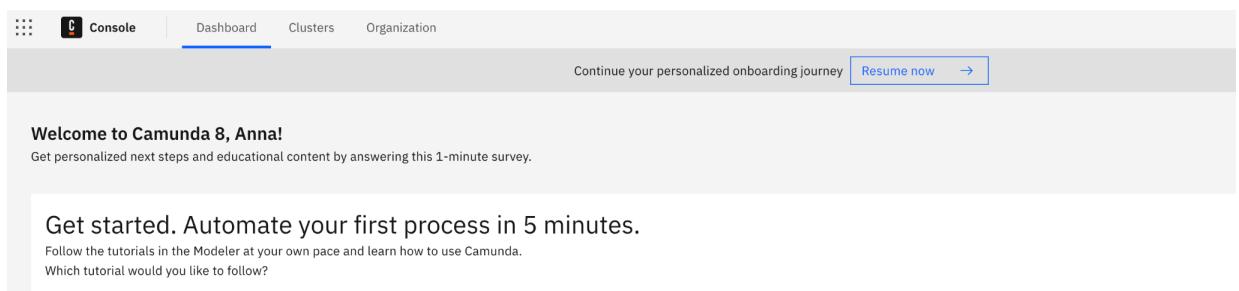 Console Dashboard Clusters Organization
Continue your personalized onboarding journey Resume now →
Welcome to Camunda 8, Anna!
Get personalized next steps and educational content by answering this 1-minute survey.
Get started. Automate your first process in 5 minutes.
Follow the tutorials in the Modeler at your own pace and learn how to use Camunda.
Which tutorial would you like to follow?